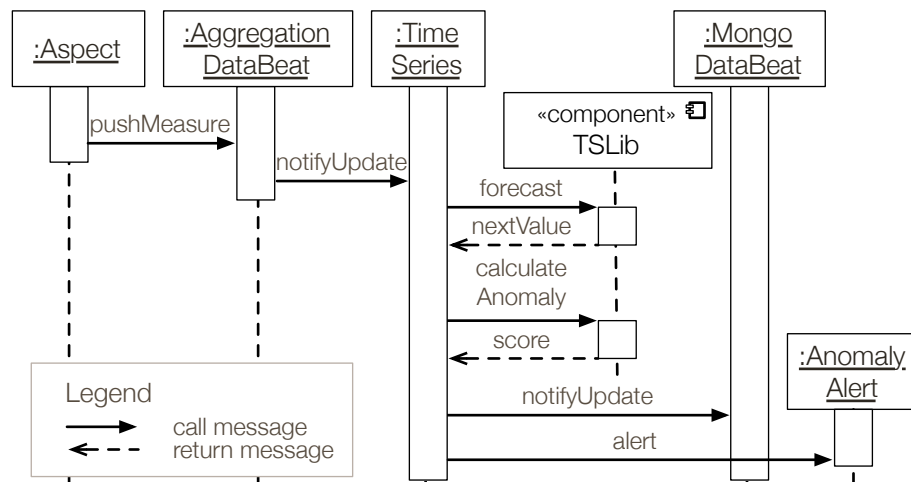 :Aspect
:Aggregation
DataBeat
:Time
Series
:Mongo
DataBeat
«component»
TSLib
pushMeasure
notifyUpdate
forecast
nextValue
calculate
Anomaly
score
:Anomaly
Alert
notifyUpdate
alert
Legend
call message
return message